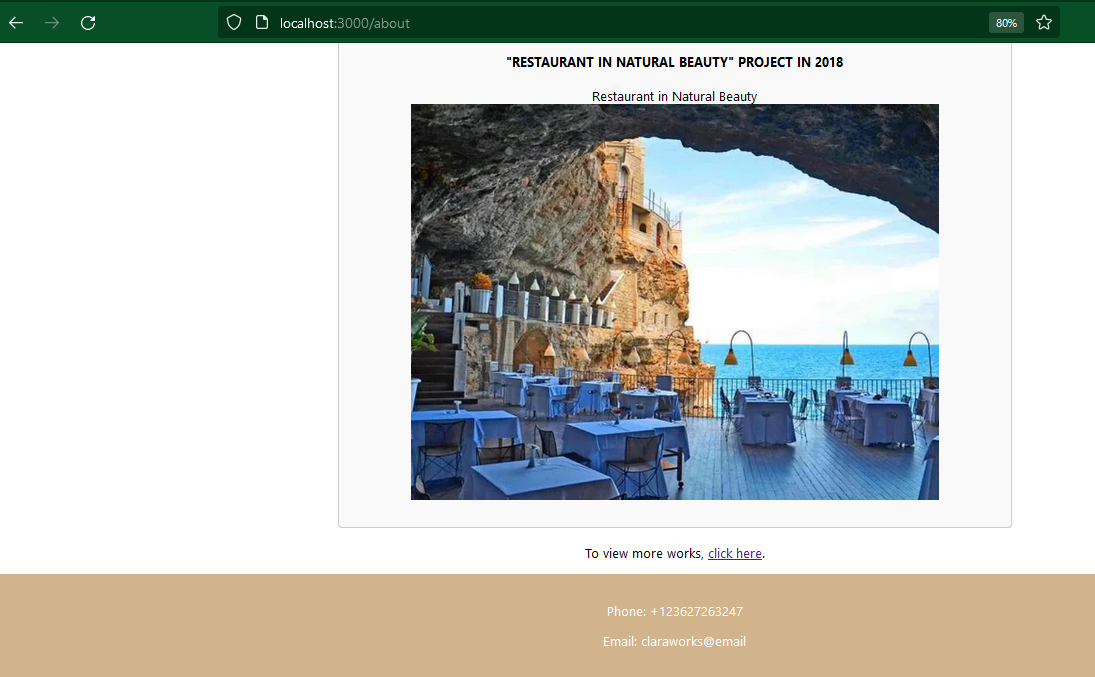 localhost:3000/about
80%
"RESTAURANT IN NATURAL BEAUTY" PROJECT IN 2018
Restaurant in Natural Beauty
To view more works, click here.
Phone: +123627263247
Email: claraworks@email